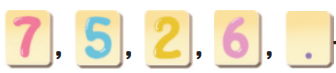 7, 5, 2, 6, .